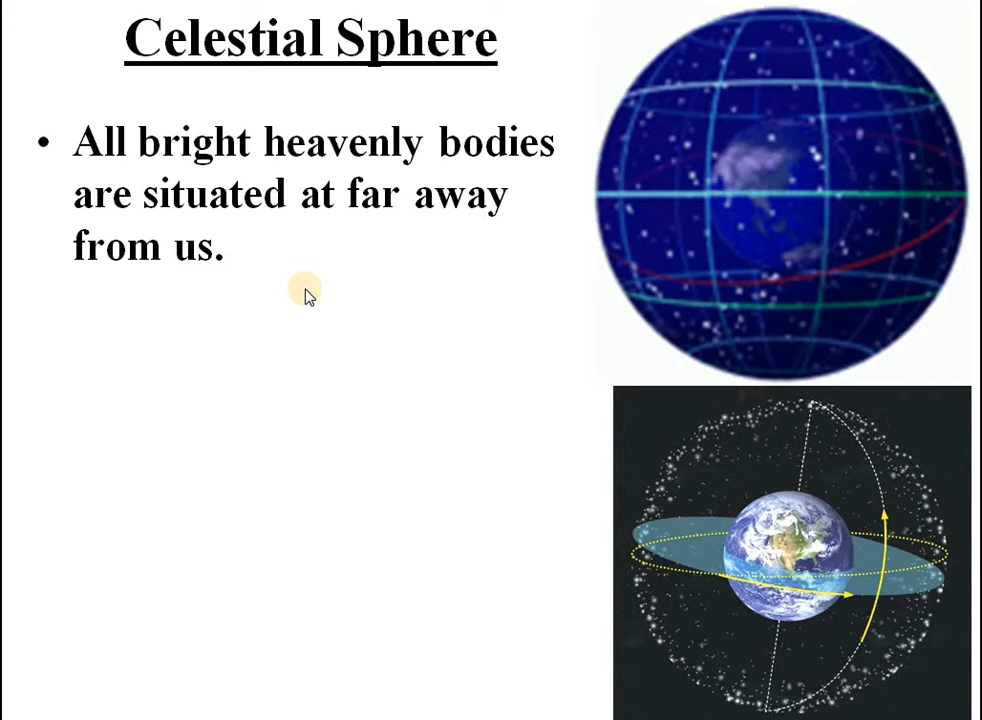 Celestial Sphere
• All bright heavenly bodies
are situated at far away
from us.